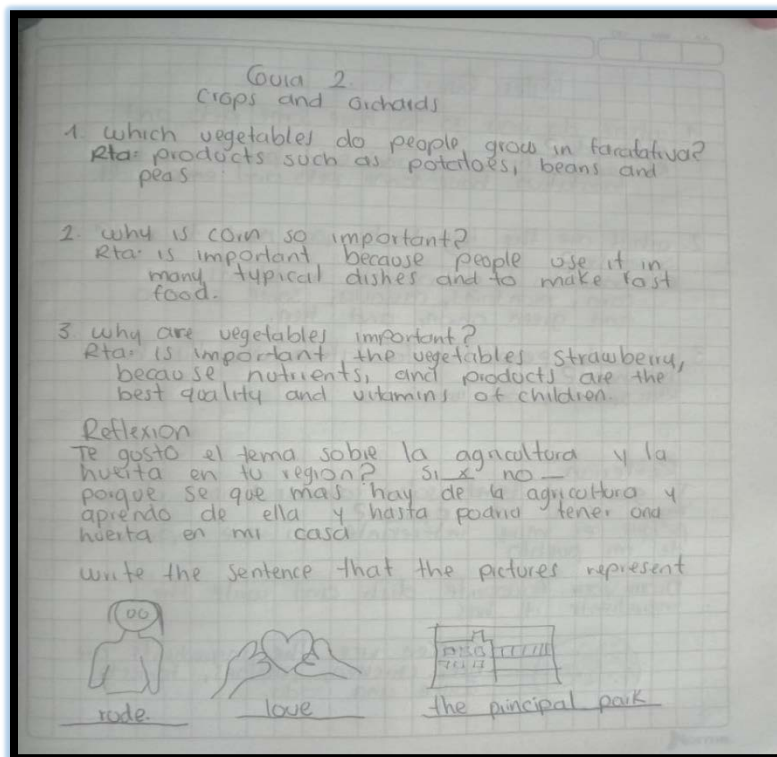 Guia 2.
Crops and orchards
1. which vegetables do people grow in facatativa?
Rta: products such as potatoes, beans and
peas
2. why is corn so important?
Rta: is important because people use it in
many typical dishes and to make fast
food.
3. why are vegetables important?
Rta: is important the vegetables strawberry,
because nutrients, and products are the
best quality and vitamins of children.
Reflexion
Te gusto el tema sobre la agricultura y la
huerta en tu region? Si x no _
porque se que mas hay de la agricultura y
aprendo de ella y hasta podria tener una
huerta en mi casa
write the sentence that the pictures represent
rode. love the principal park